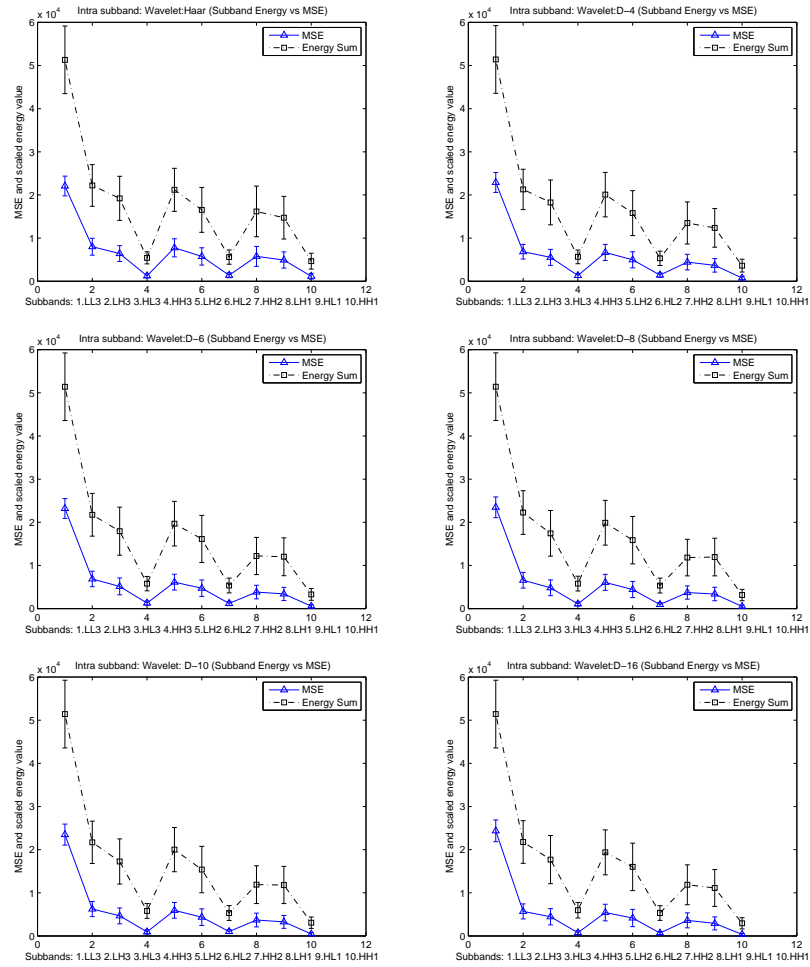 Intra subband: Wavelet:Haar (Subband Energy vs MSE)
x 10^4
MSE
Energy Sum
MSE and scaled energy value
6
5
4
3
2
1
0
0 2 4 6 8 10 12
Subbands: 1.LL3 2.LH3 3.HL3 4.HH3 5.LH2 6.HL2 7.HH2 8.LH1 9.HL1 10.HH1
Intra subband: Wavelet:D−4 (Subband Energy vs MSE)
x 10^4
MSE
Energy Sum
MSE and scaled energy value
6
5
4
3
2
1
0
0 2 4 6 8 10 12
Subbands: 1.LL3 2.LH3 3.HL3 4.HH3 5.LH2 6.HL2 7.HH2 8.LH1 9.HL1 10.HH1
Intra subband: Wavelet:D−6 (Subband Energy vs MSE)
x 10^4
MSE
Energy Sum
MSE and scaled energy value
6
5
4
3
2
1
0
0 2 4 6 8 10 12
Subbands: 1.LL3 2.LH3 3.HL3 4.HH3 5.LH2 6.HL2 7.HH2 8.LH1 9.HL1 10.HH1
Intra subband: Wavelet:D−8 (Subband Energy vs MSE)
x 10^4
MSE
Energy Sum
MSE and scaled energy value
6
5
4
3
2
1
0
0 2 4 6 8 10 12
Subbands: 1.LL3 2.LH3 3.HL3 4.HH3 5.LH2 6.HL2 7.HH2 8.LH1 9.HL1 10.HH1
Intra subband: Wavelet: D−10 (Subband Energy vs MSE)
x 10^4
MSE
Energy Sum
MSE and scaled energy value
6
5
4
3
2
1
0
0 2 4 6 8 10 12
Subbands: 1.LL3 2.LH3 3.HL3 4.HH3 5.LH2 6.HL2 7.HH2 8.LH1 9.HL1 10.HH1
Intra subband: Wavelet:D−16 (Subband Energy vs MSE)
x 10^4
MSE
Energy Sum
MSE and scaled energy value
6
5
4
3
2
1
0
0 2 4 6 8 10 12
Subbands: 1.LL3 2.LH3 3.HL3 4.HH3 5.LH2 6.HL2 7.HH2 8.LH1 9.HL1 10.HH1